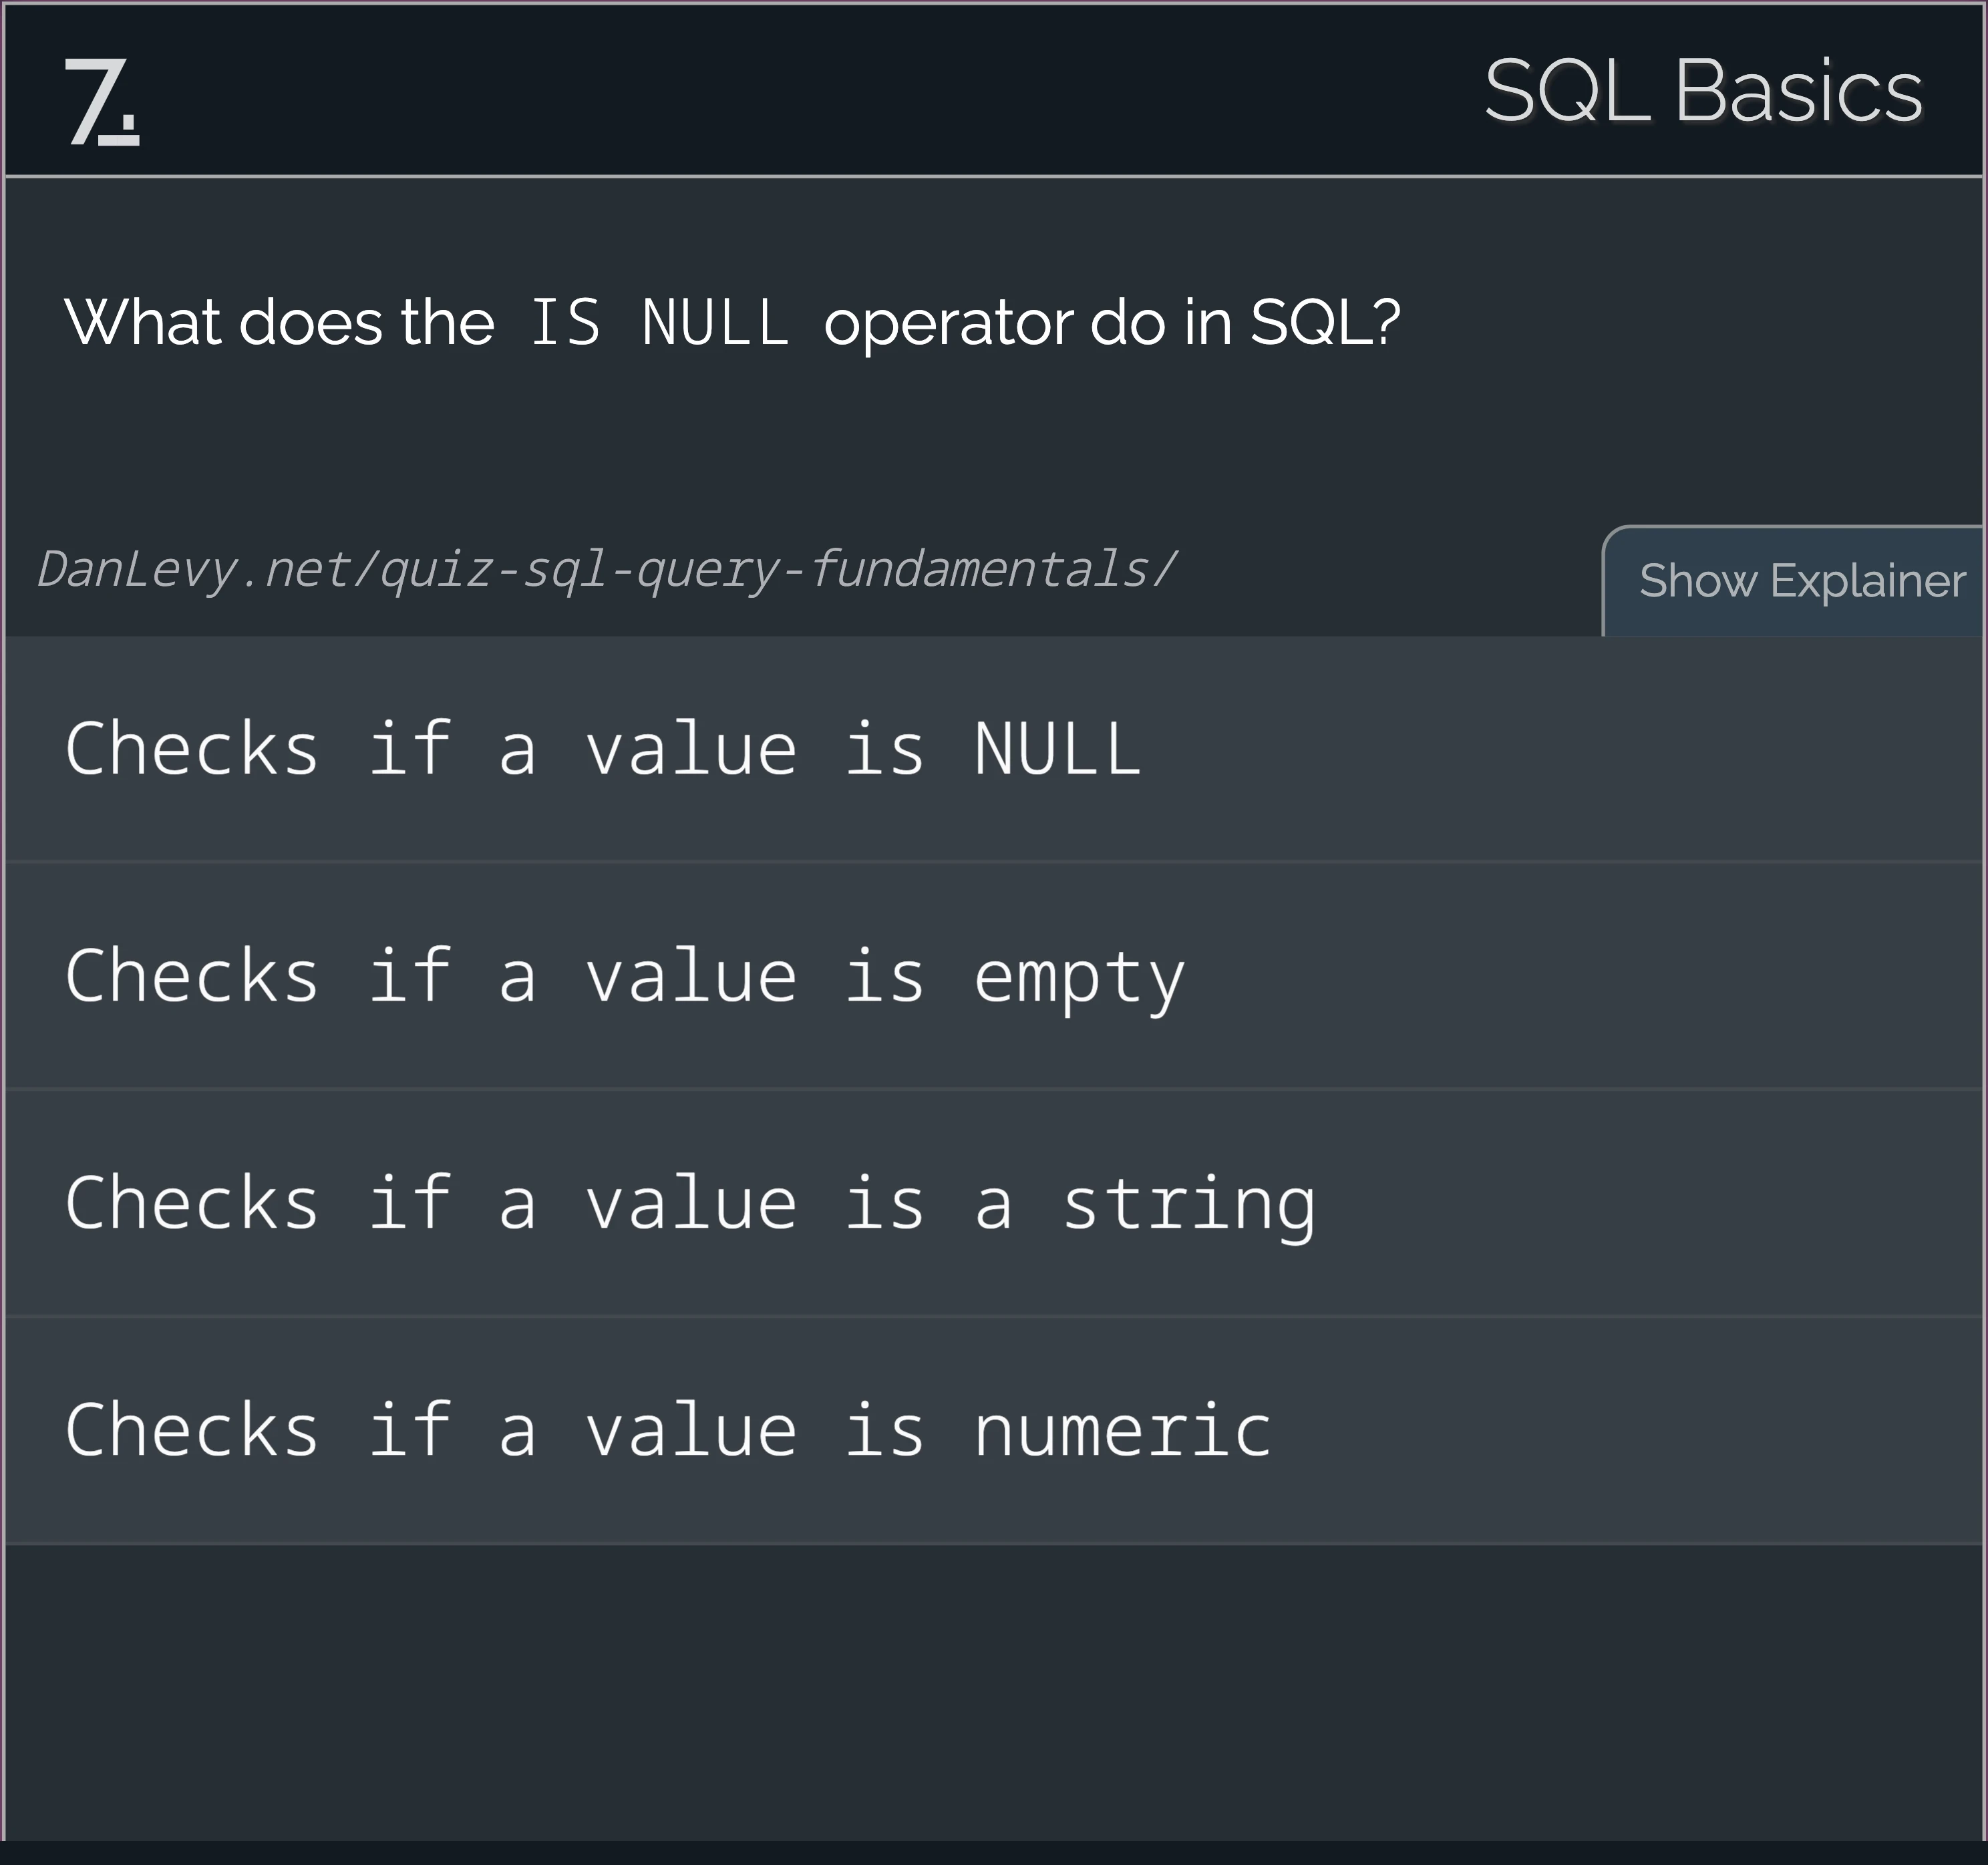 7.
SQL Basics
What does the IS NULL operator do in SQL?
DanLevy.net/quiz-sql-query-fundamentals/
Show Explainer
Checks if a value is NULL
Checks if a value is empty
Checks if a value is a string
Checks if a value is numeric